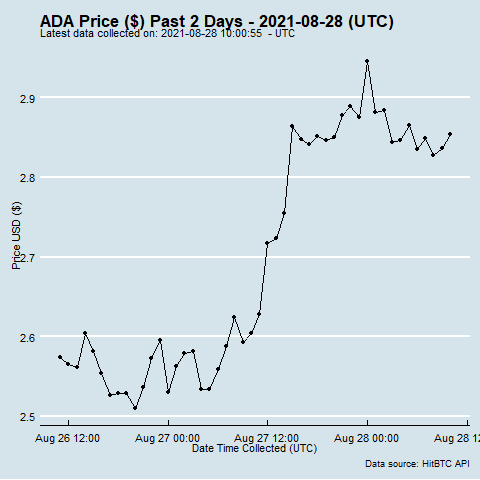 ADA Price ($) Past 2 Days - 2021-08-28 (UTC)
Latest data collected on: 2021-08-28 10:00:55  - UTC
2.9
2.8
2.7
2.6
2.5
Price USD ($)
Aug 26 12:00 Aug 27 00:00 Aug 27 12:00 Aug 28 00:00 Aug 28 12
Date Time Collected (UTC)
Data source: HitBTC API